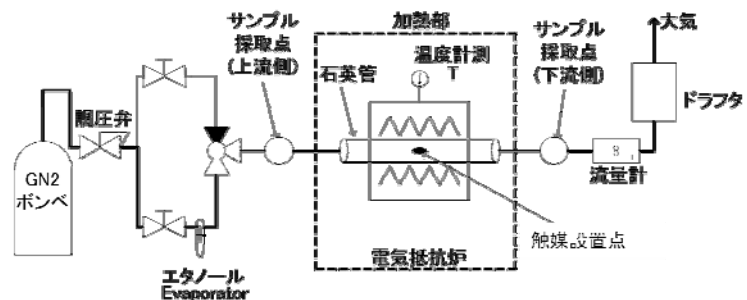 サンプル
採取点
(上流側)
加熱部
石英管
温度計測
T
サンプル
採取点
(下流側)
大気
ドラフタ
調圧弁
GN2
ボンベ
流量計
触媒設置点
電気抵抗炉
エタノール
Evaporator